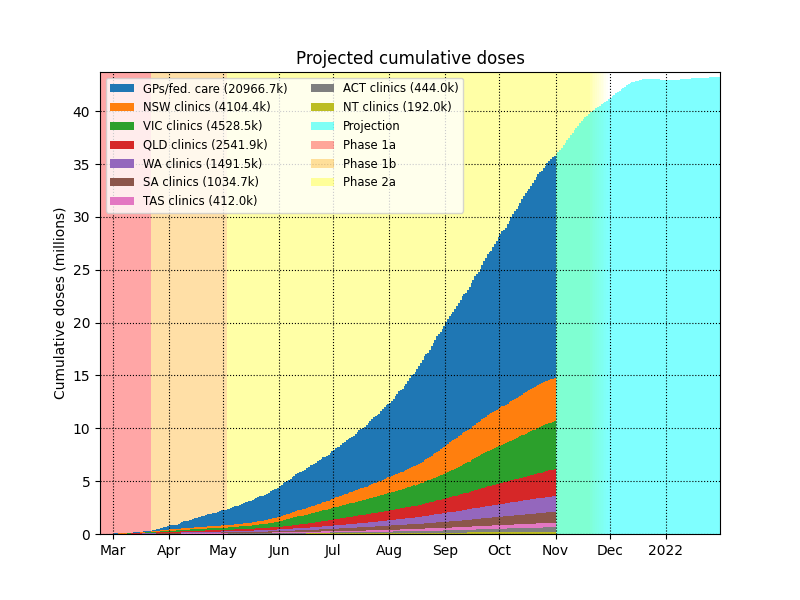 Projected cumulative doses
GPs/fed. care (20966.7k)
NSW clinics (4104.4k)
VIC clinics (4528.5k)
QLD clinics (2541.9k)
WA clinics (1491.5k)
SA clinics (1034.7k)
TAS clinics (412.0k)
ACT clinics (444.0k)
NT clinics (192.0k)
Projection
Phase 1a
Phase 1b
Phase 2a
Cumulative doses (millions)
40
35
30
25
20
15
10
5
0
Mar Apr May Jun Jul Aug Sep Oct Nov Dec 2022